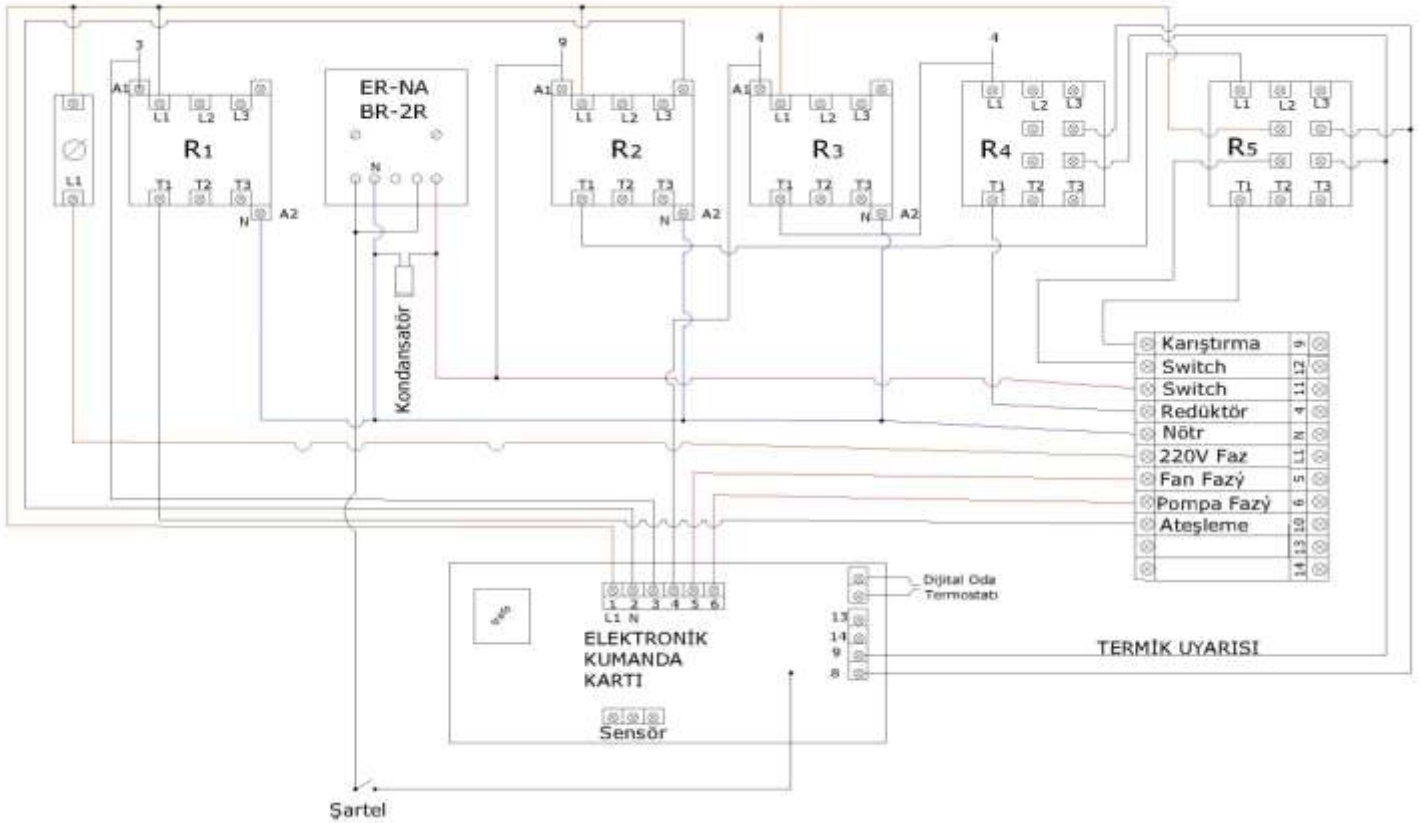 3
9
4
4
A1
L1
L2
L3
R1
T1
T2
T3
N
A2
L1
ER-NA
BR-2R
N
A1
L1
L2
L3
R2
T1
T2
T3
N
A2
A1
L1
L2
L3
R3
T1
T2
T3
N
A2
L1
L2
L3
R4
T1
T2
T3
L1
L2
L3
R5
T1
T2
T3
Kondansatör
Karıştırma 9
Switch 12
Switch 11
Redüktör 4
Nötr N
220V Faz L1
Fan Fazý 5
Pompa Fazý 6
Ateşleme 10
13
14
Dijital Oda
Termostatı
trafo
1 2 3 4 5 6
L1 N
ELEKTRONİK
KUMANDA
KARTI
13
14
9
8
TERMİK UYARISI
Sensör
Şartel